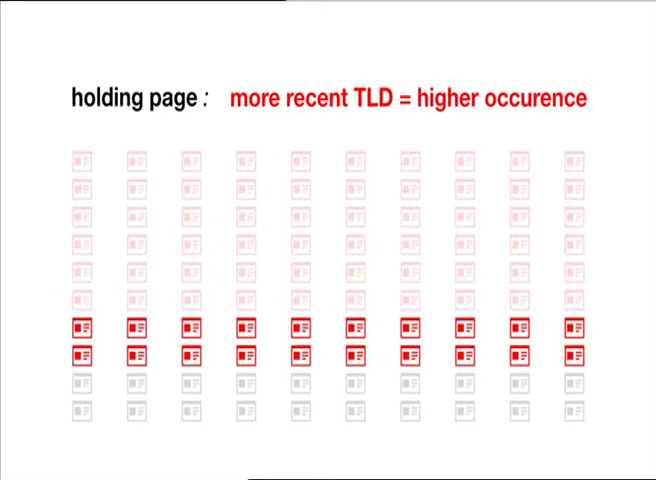 holding page : more recent TLD = higher occurence